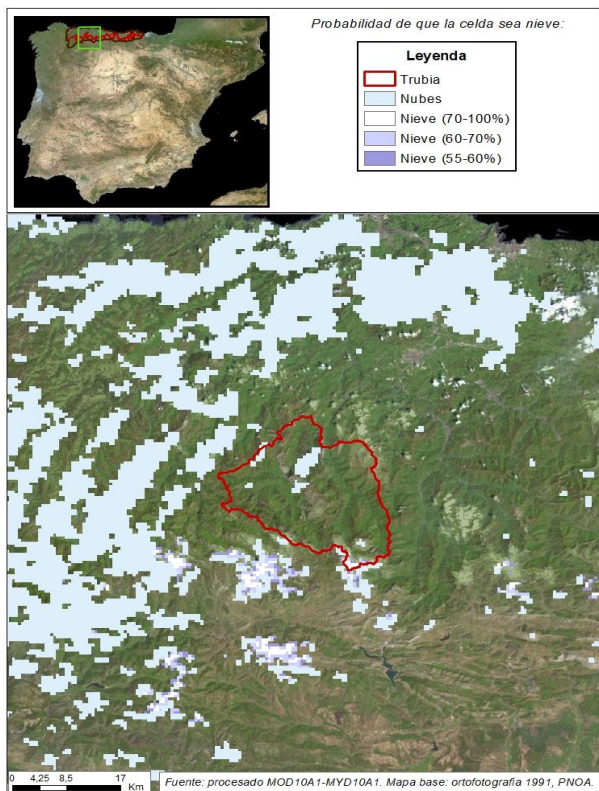 Probabilidad de que la celda sea nieve:
Leyenda
Trubia
Nubes
Nieve (70-100%)
Nieve (60-70%)
Nieve (55-60%)
0 4,25 8,5 17
Km
Fuente: procesado MOD10A1-MYD10A1. Mapa base: ortofotografia 1991, PNOA.